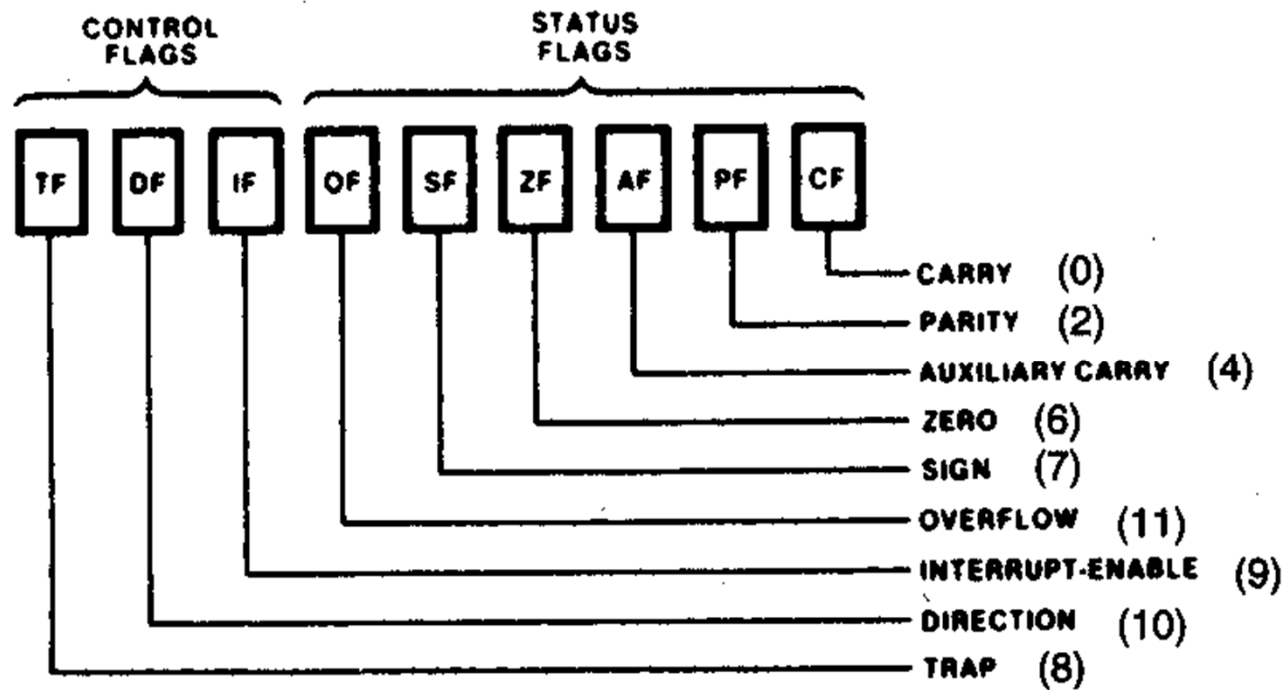 CONTROL
FLAGS
STATUS
FLAGS
TF DF IF OF SF ZF AF PF CF
CARRY (0)
PARITY (2)
AUXILIARY CARRY (4)
ZERO (6)
SIGN (7)
OVERFLOW (11)
INTERRUPT-ENABLE (9)
DIRECTION (10)
TRAP (8)